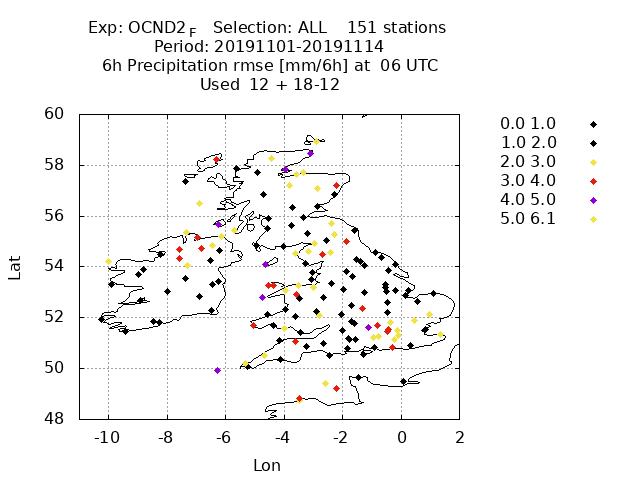 Exp: OCND2 F   Selection: ALL    151 stations
Period: 20191101-20191114
6h Precipitation rmse [mm/6h] at  06 UTC
Used  12 + 18-12
60
58
56
54
52
50
48
Lat
-10 -8 -6 -4 -2 0 2
Lon
0.0 1.0
1.0 2.0
2.0 3.0
3.0 4.0
4.0 5.0
5.0 6.1